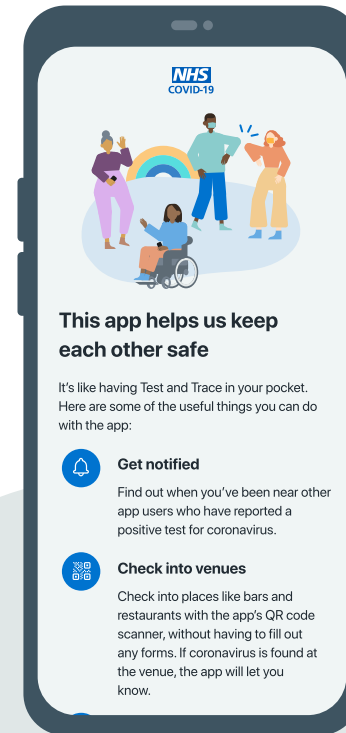 NHS
COVID-19
This app helps us keep
each other safe
It's like having Test and Trace in your pocket.
Here are some of the useful things you can do
with the app:
Get notified
Find out when you've been near other
app users who have reported a
positive test for coronavirus.
Check into venues
Check into places like bars and
restaurants with the app's QR code
scanner, without having to fill out
any forms. If coronavirus is found at
the venue, the app will let you
know.